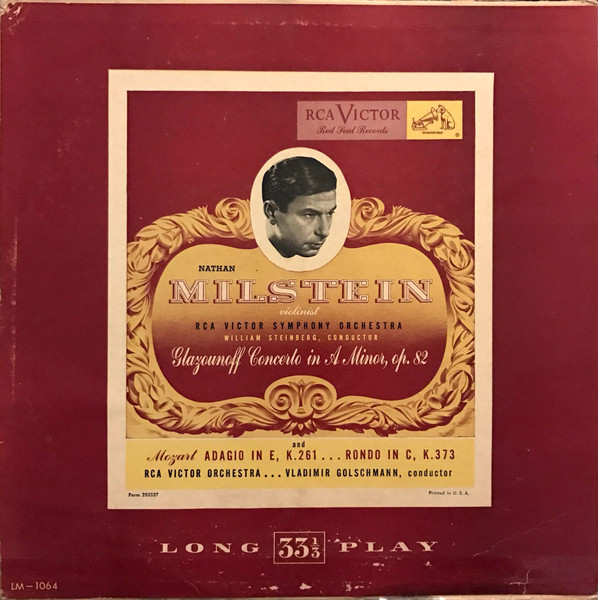 RCA VICTOR
Red Seal Records
NATHAN
MILSTEIN
violinist
RCA VICTOR SYMPHONY ORCHESTRA
WILLIAM STEINBERG, CONDUCTOR
Glazounoff Concerto in A Minor, op. 82
and
Mozart ADAGIO IN E, K.261 ... RONDO IN C, K.373
RCA VICTOR ORCHESTRA ... VLADIMIR GOLSCHMANN, conductor
Form 253327
Printed in U. S. A.
LONG 33 1/3 PLAY
LM-1064